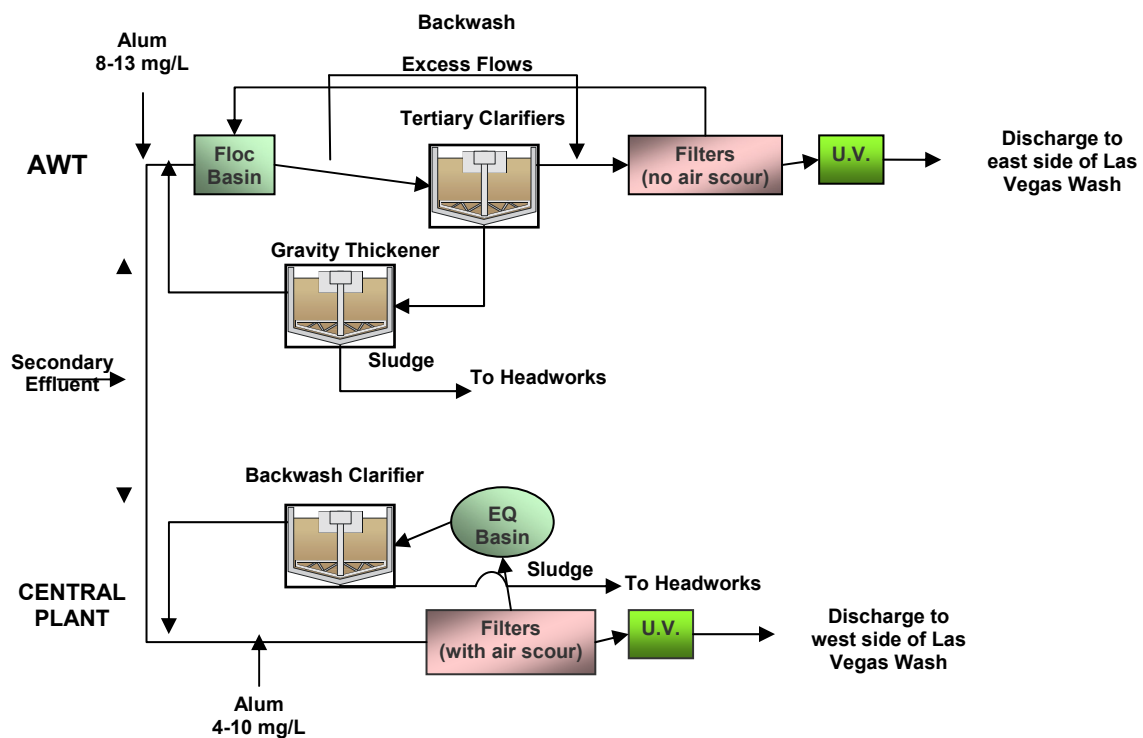 Backwash
Alum
8-13 mg/L
Excess Flows
Tertiary Clarifiers
AWT
Floc
Basin
Filters
(no air scour)
U.V.
Discharge to
east side of Las
Vegas Wash
Gravity Thickener
Sludge
To Headworks
Secondary
Effluent
Backwash Clarifier
EQ
Basin
Sludge
To Headworks
CENTRAL
PLANT
Filters
(with air scour)
U.V.
Discharge to
west side of Las
Vegas Wash
Alum
4-10 mg/L